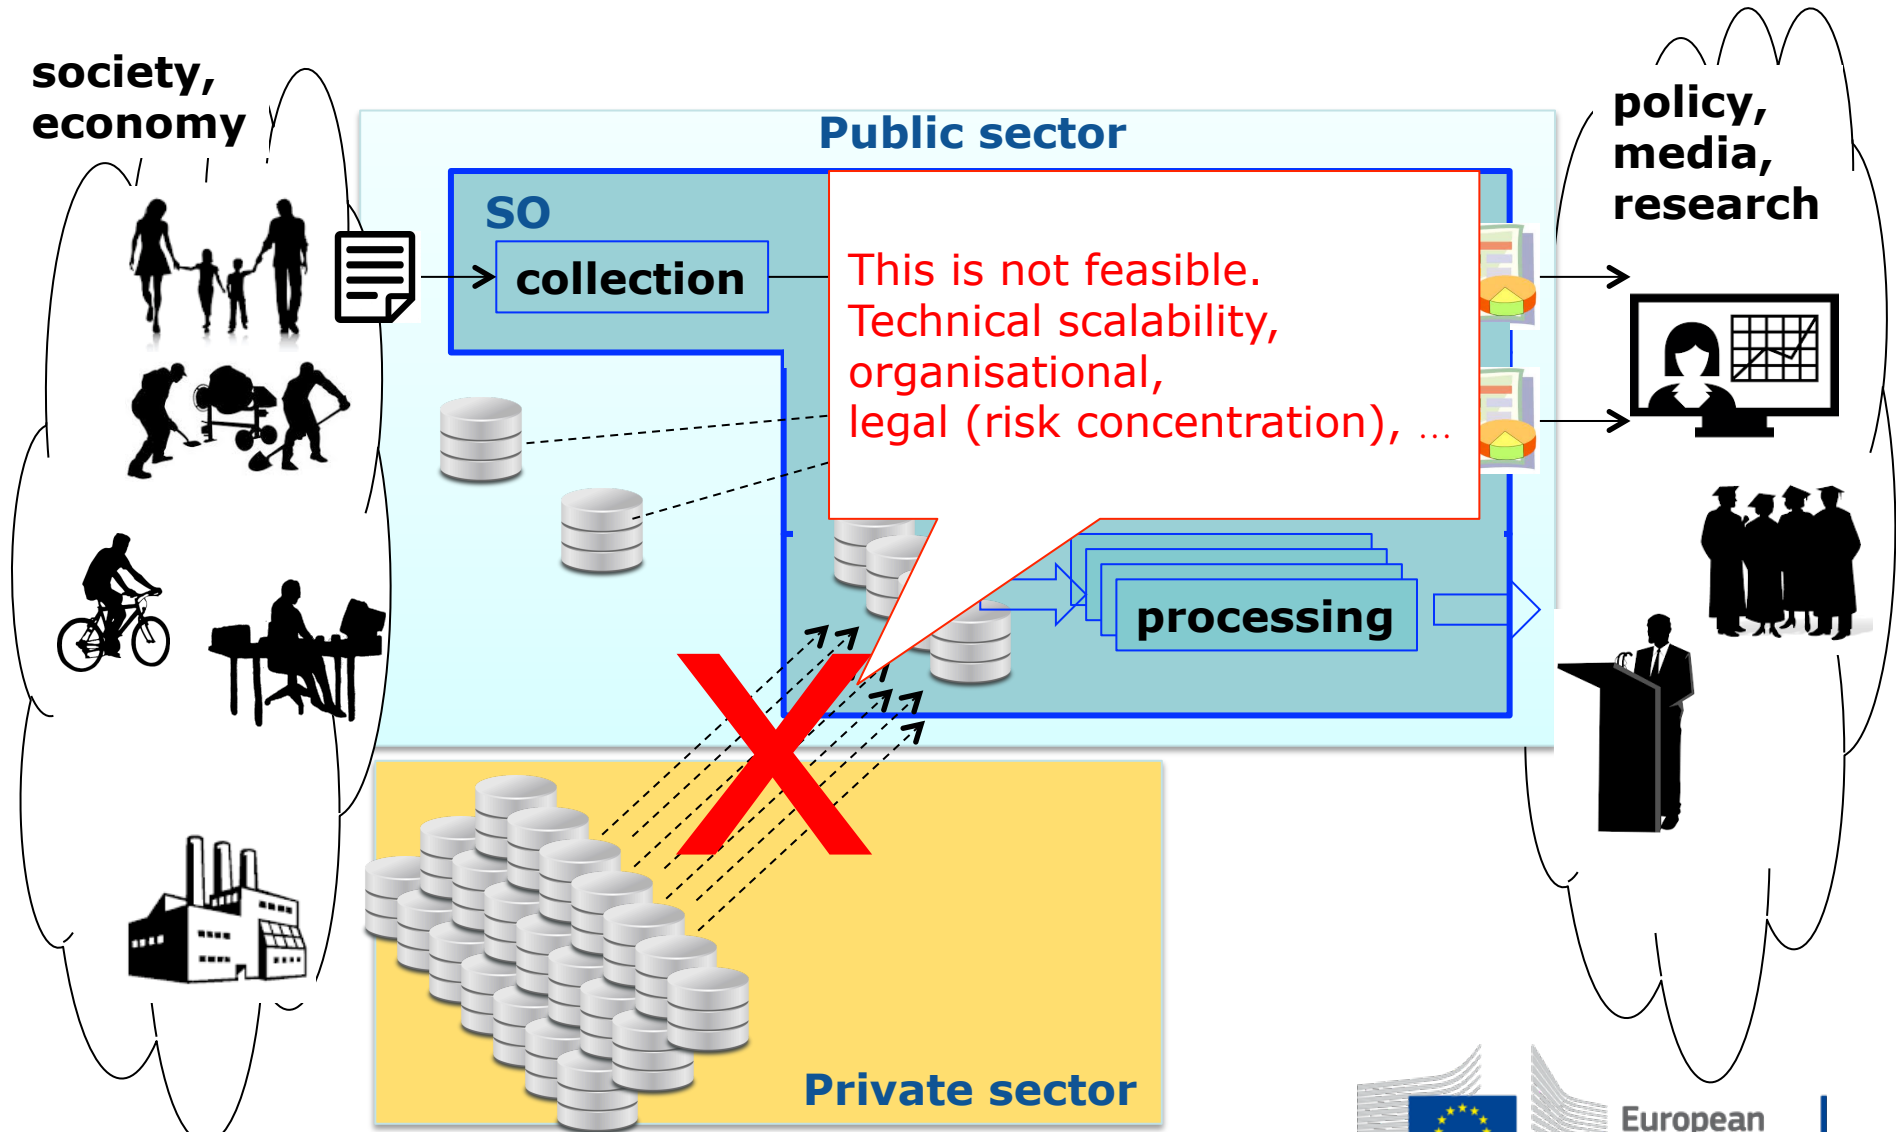 society,
economy
Public sector
policy,
media,
research
SO
collection
This is not feasible.
Technical scalability,
organisational,
legal (risk concentration), ...
processing
Private sector
European